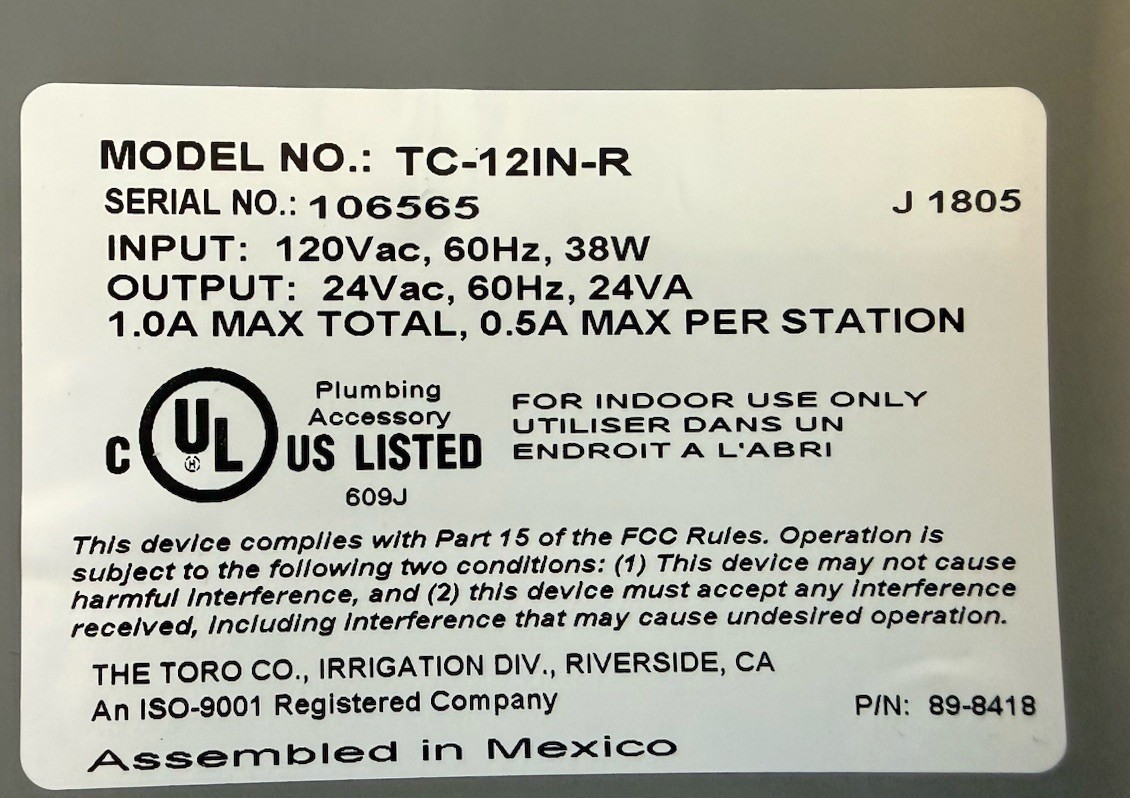 MODEL NO.: TC-12IN-R
SERIAL NO.: 106565 J 1805
INPUT: 120Vac, 60Hz, 38W
OUTPUT: 24Vac, 60Hz, 24VA
1.0A MAX TOTAL, 0.5A MAX PER STATION
C UL ® US LISTED
Plumbing
Accessory
609J
FOR INDOOR USE ONLY
UTILISER DANS UN
ENDROIT A L'ABRI
This device complies with Part 15 of the FCC Rules. Operation is
subject to the following two conditions: (1) This device may not cause
harmful interference, and (2) this device must accept any interference
received, including interference that may cause undesired operation.
THE TORO CO., IRRIGATION DIV., RIVERSIDE, CA
An ISO-9001 Registered Company P/N: 89-8418
Assembled in Mexico